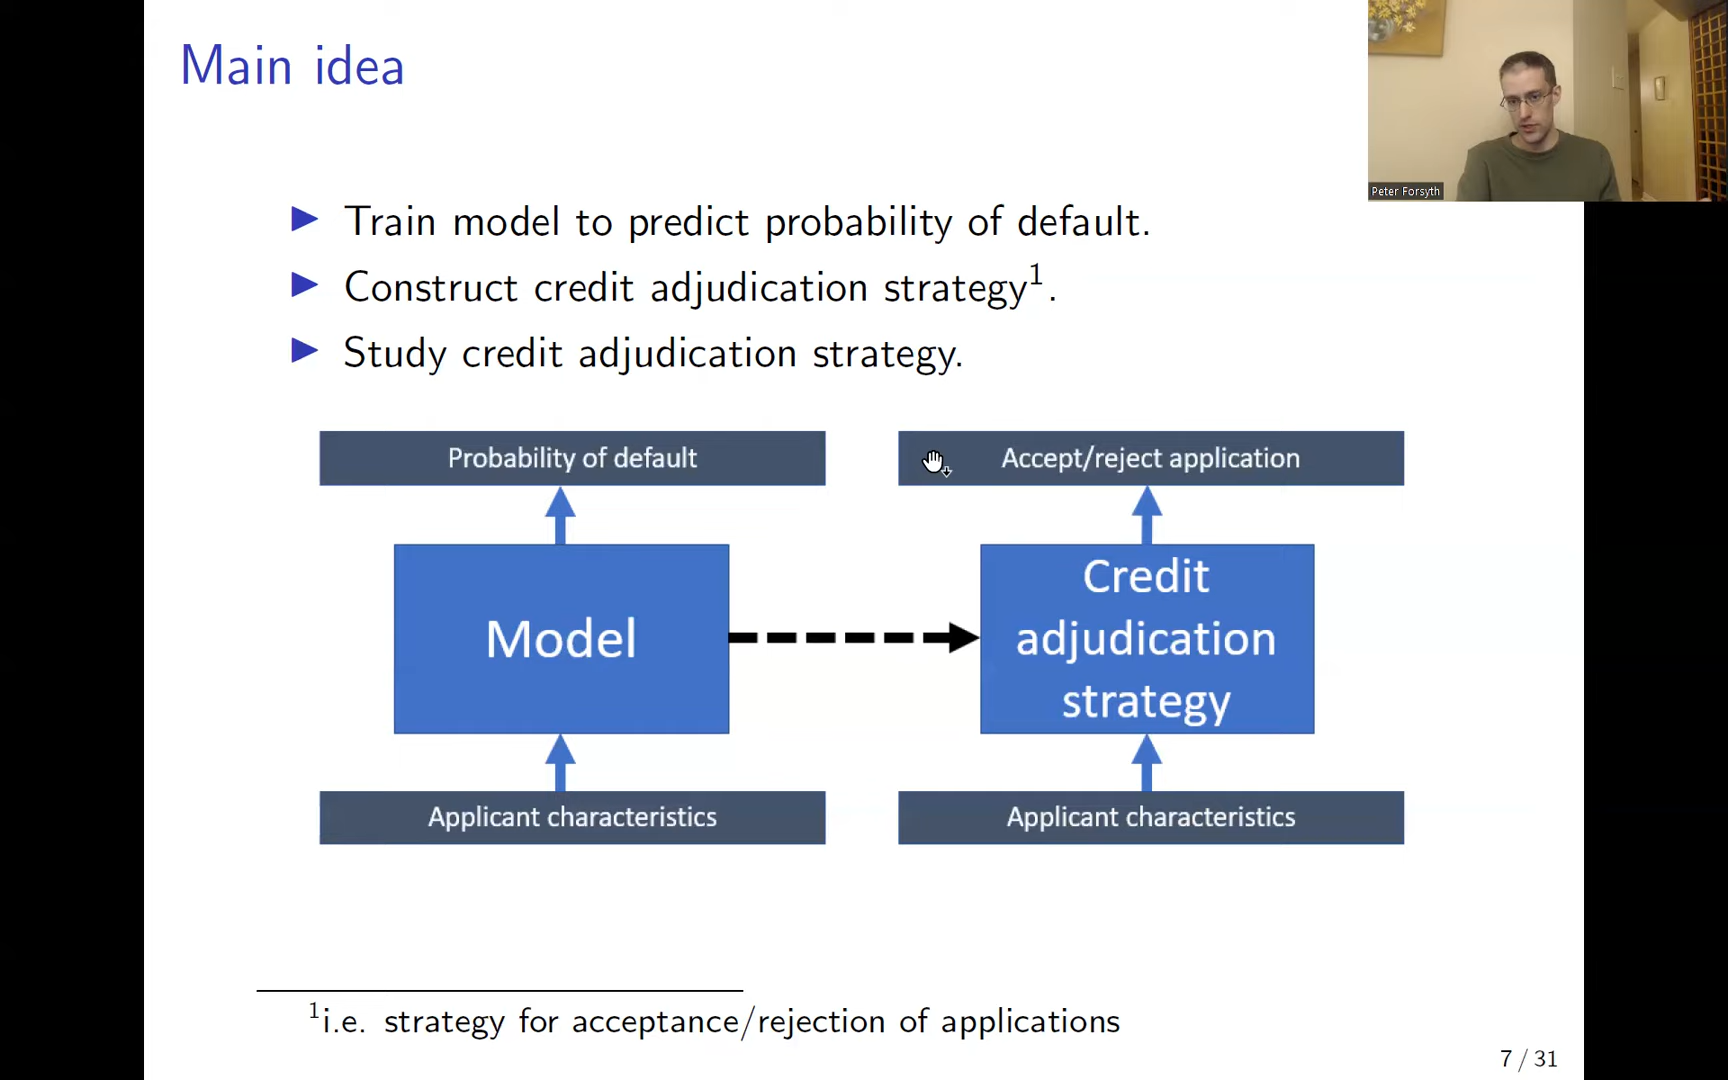 Main idea
Peter Forsyth
Train model to predict probability of default.
Construct credit adjudication strategy¹.
Study credit adjudication strategy.
Probability of default
Accept/reject application
Model
Credit
adjudication
strategy
Applicant characteristics
Applicant characteristics
¹i.e. strategy for acceptance/rejection of applications
7 / 31